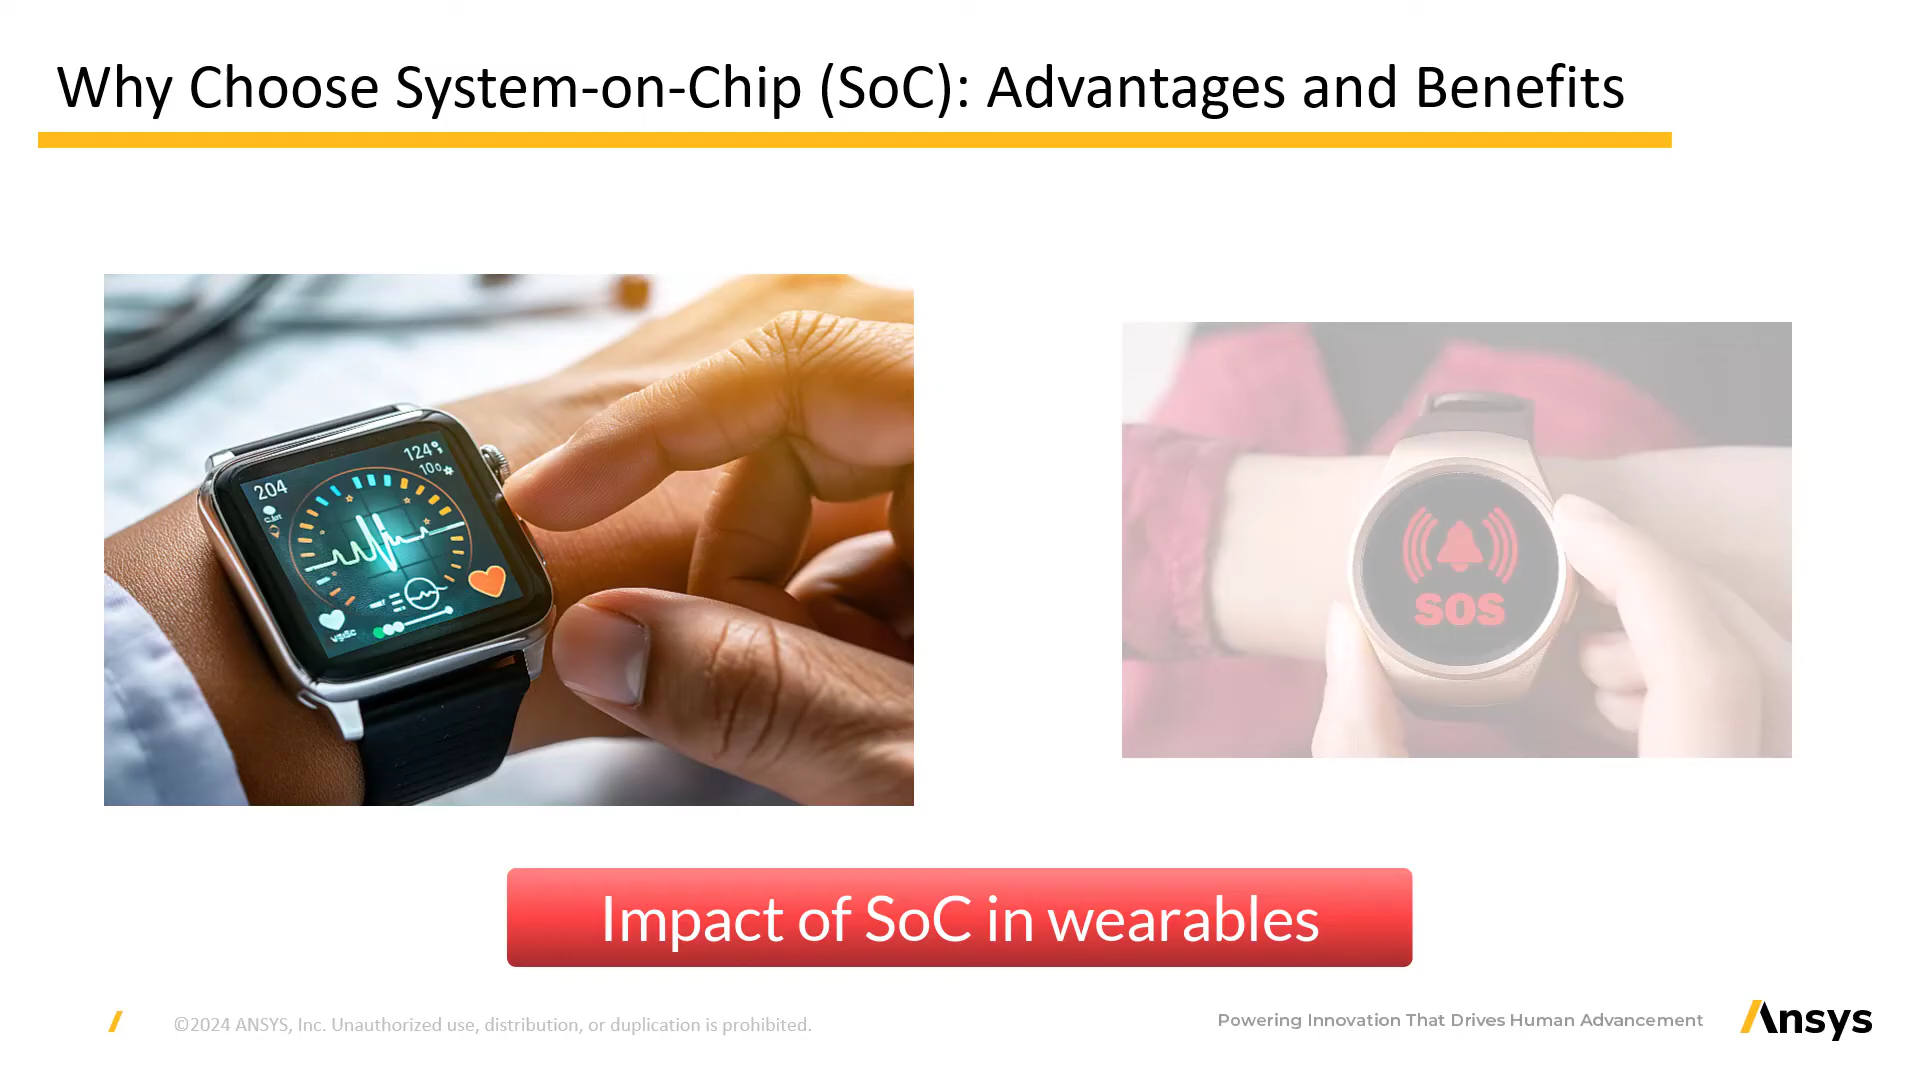 Why Choose System-on-Chip (SoC): Advantages and Benefits
204
124
100
SOS
Impact of SoC in wearables
©2024 ANSYS, Inc. Unauthorized use, distribution, or duplication is prohibited.
Powering Innovation That Drives Human Advancement
Ansys